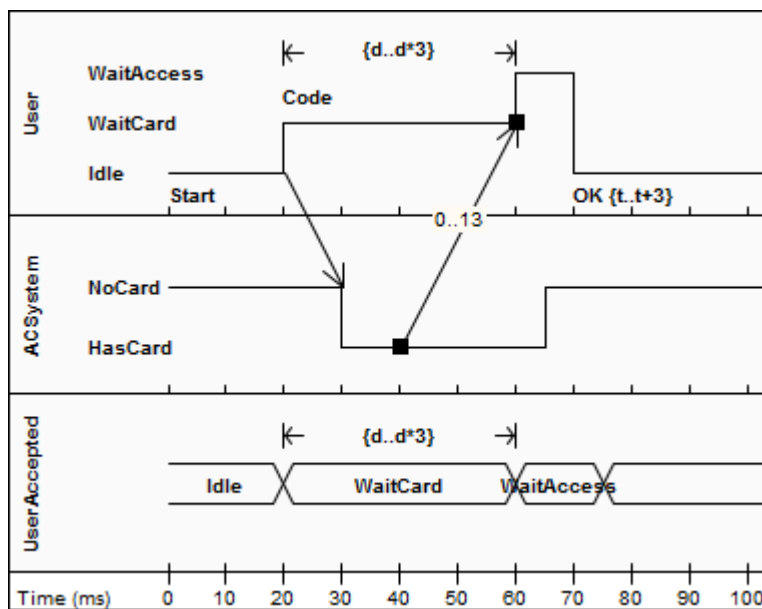 {d..d*3}
WaitAccess
Code
User
WaitCard
Idle
Start
OK {t..t+3}
0..13
ACSystem
NoCard
HasCard
{d..d*3}
UserAccepted
Idle WaitCard WaitAccess
Time (ms) 0 10 20 30 40 50 60 70 80 90 100